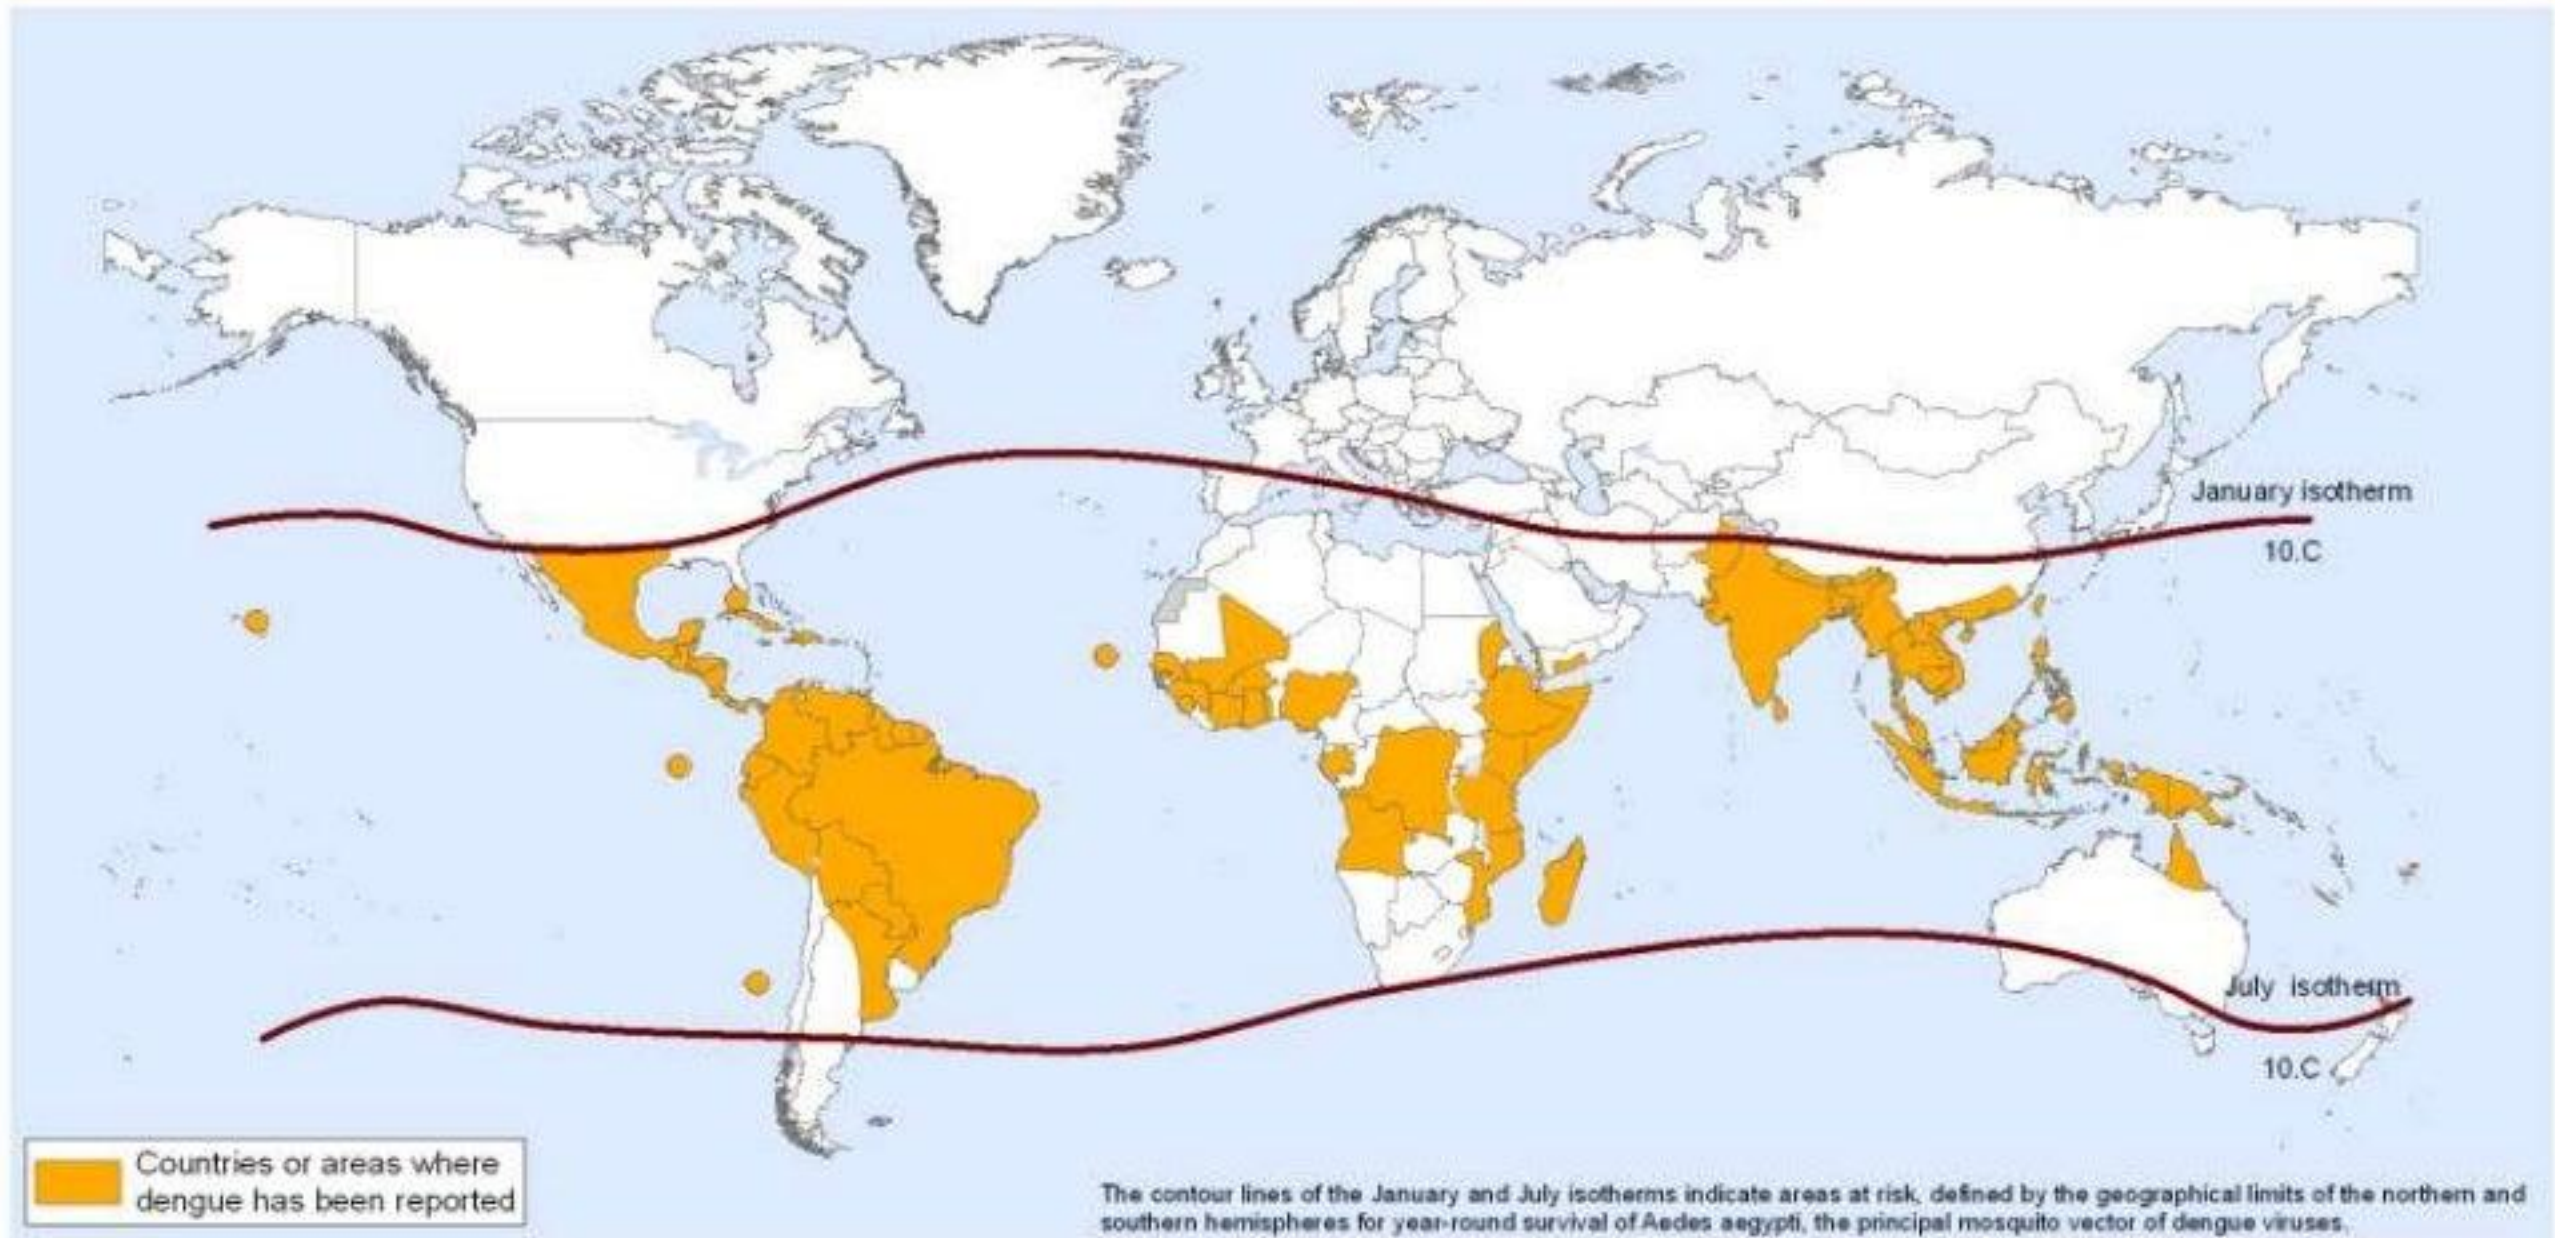 January isotherm
10.C
July isotherm
10.C
Countries or areas where
dengue has been reported
The contour lines of the January and July isotherms indicate areas at risk, defined by the geographical limits of the northern and
southern hemispheres for year-round survival of Aedes aegypti, the principal mosquito vector of dengue viruses.